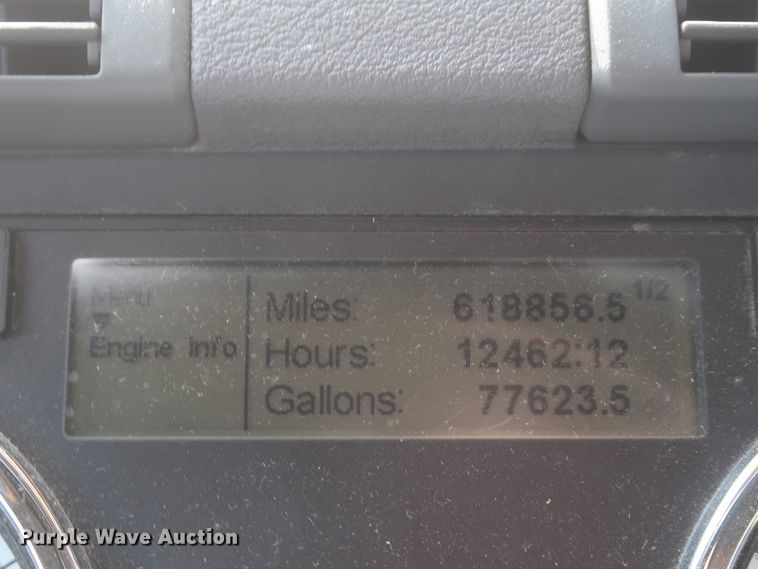 Menu
1/2
Miles: 618856.5
Engine Info
Hours: 12462:12
Gallons: 77623.5
Purple Wave Auction